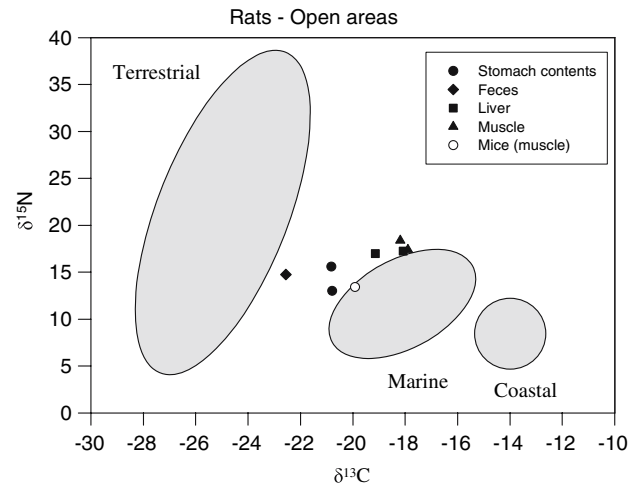 Rats - Open areas
40
35
30
25
20
15
10
5
0
δ¹⁵N
Terrestrial
Stomach contents
Feces
Liver
Muscle
Mice (muscle)
Marine
Coastal
-30 -28 -26 -24 -22 -20 -18 -16 -14 -12 -10
δ¹³C